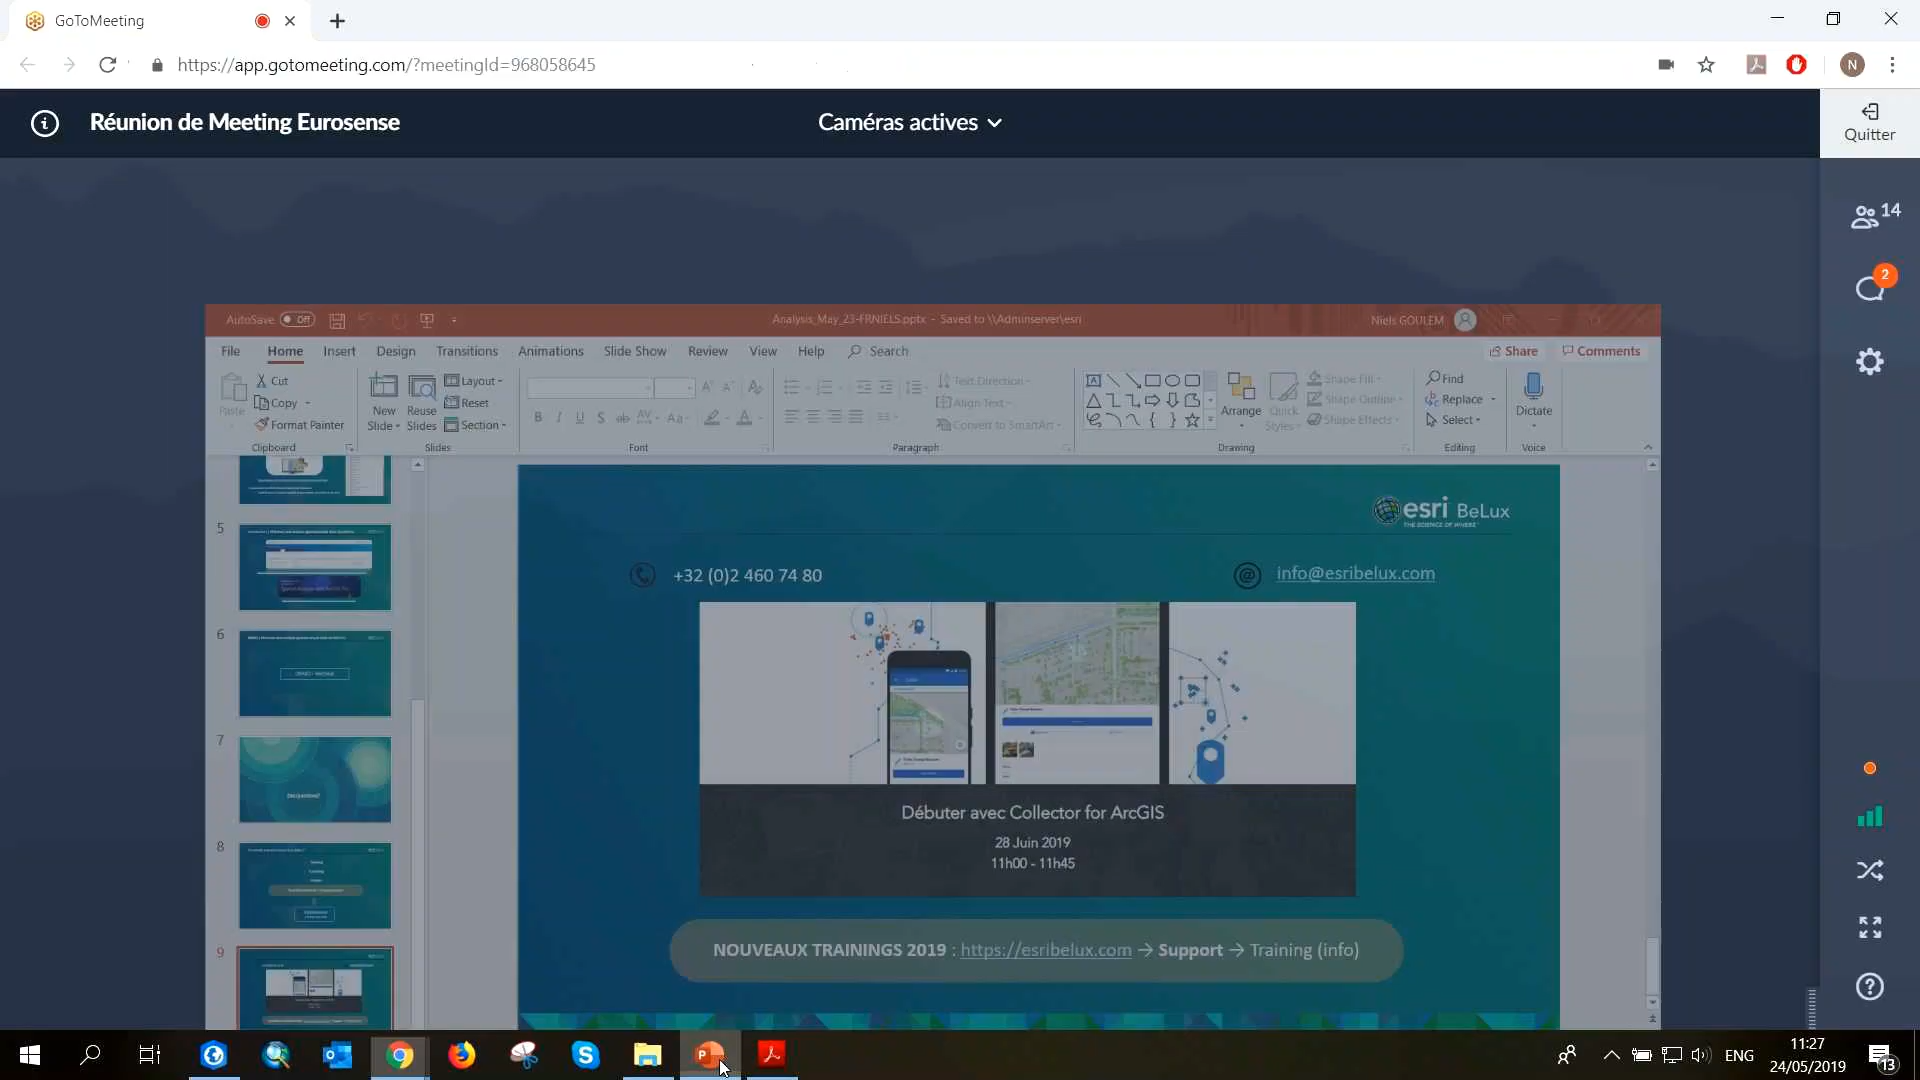 GoToMeeting
https://app.gotomeeting.com/?meetingId=968058645
N
Réunion de Meeting Eurosense
Caméras actives
Quitter
14
2
AutoSave Off
Analysis_May_23-FRNIELS.pptx - Saved to \\Adminserver\esri
Niels GOULEM
File Home Insert Design Transitions Animations Slide Show Review View Help Search
Share Comments
Paste
Cut
Copy
Format Painter
Clipboard
New Slide
Reuse Slides
Layout
Reset
Section
Slides
Font
Text Direction
Align Text
Convert to SmartArt
Paragraph
Arrange
Quick Styles
Shape Fill
Shape Outline
Shape Effects
Drawing
Find
Replace
Select
Editing
Dictate
Voice
5
6
7
8
9
esri BeLux
THE SCIENCE OF WHERE
+32 (0)2 460 74 80
info@esribelux.com
Débuter avec Collector for ArcGIS
28 Juin 2019
11h00 - 11h45
NOUVEAUX TRAININGS 2019 : https://esribelux.com → Support → Training (info)
ENG
11:27
24/05/2019
13